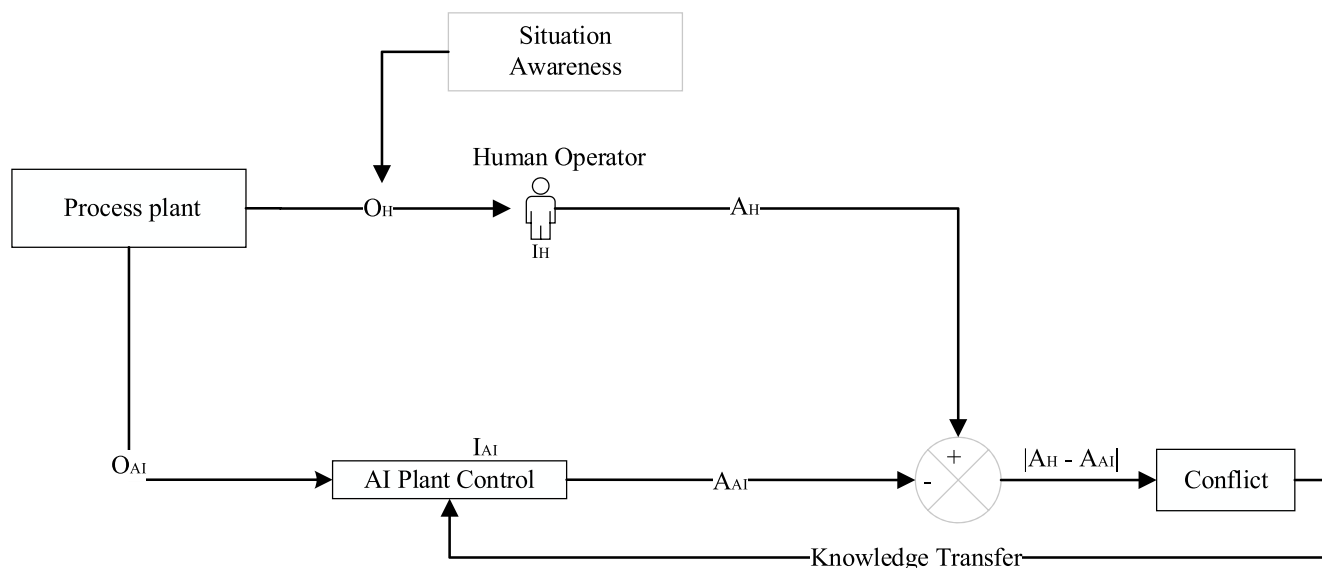 Situation
Awareness
Human Operator
Process plant
OH
AH
IH
IAI
OAI
AI Plant Control
AAI
+
-
|AH - AAI|
Conflict
Knowledge Transfer